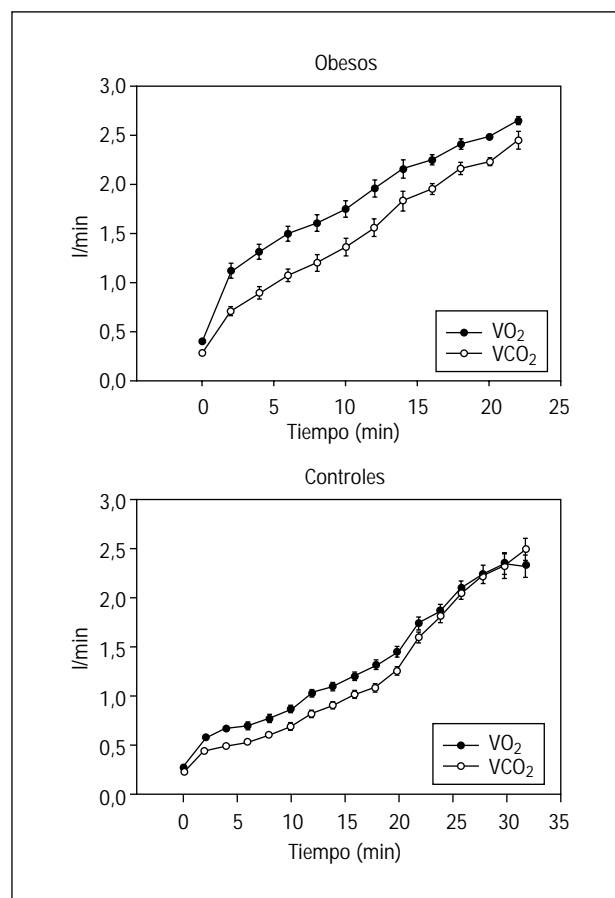 Obesos
3,0
2,5
2,0
1,5
1,0
0,5
0,0
l/min
VO₂
VCO₂
0 5 10 15 20 25
Tiempo (min)
Controles
3,0
2,5
2,0
1,5
1,0
0,5
0,0
l/min
VO₂
VCO₂
0 5 10 15 20 25 30 35
Tiempo (min)